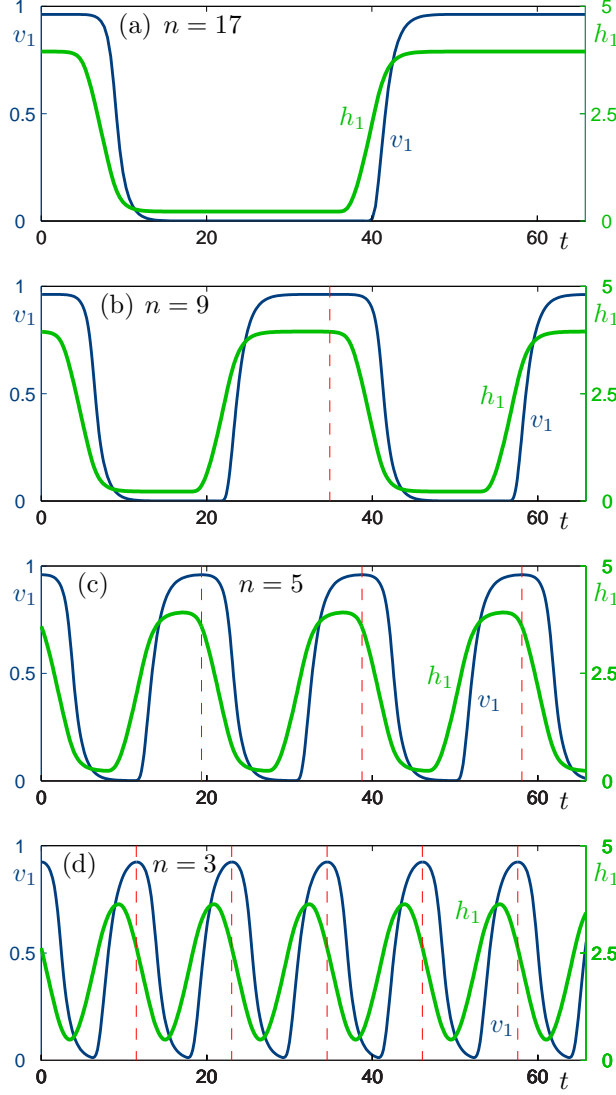 1 (a) n = 17 5
v₁ h₁
0.5 h₁ v₁ 2.5
0 0
0 20 40 60 t
1 (b) n = 9 5
v₁ h₁
0.5 h₁ v₁ 2.5
0 0
0 20 40 60 t
1 (c) n = 5 5
v₁ h₁
0.5 h₁ v₁ 2.5
0 0
0 20 40 60 t
1 (d) n = 3 5
v₁ h₁
h₁
0.5 2.5
v₁
0 0
0 20 40 60 t